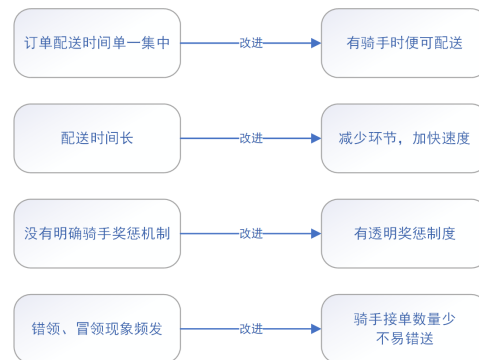 订单配送时间单一集中
改进
有骑手时便可配送
配送时间长
改进
减少环节，加快速度
没有明确骑手奖惩机制
改进
有透明奖惩制度
错领、冒领现象频发
改进
骑手接单数量少
不易错送